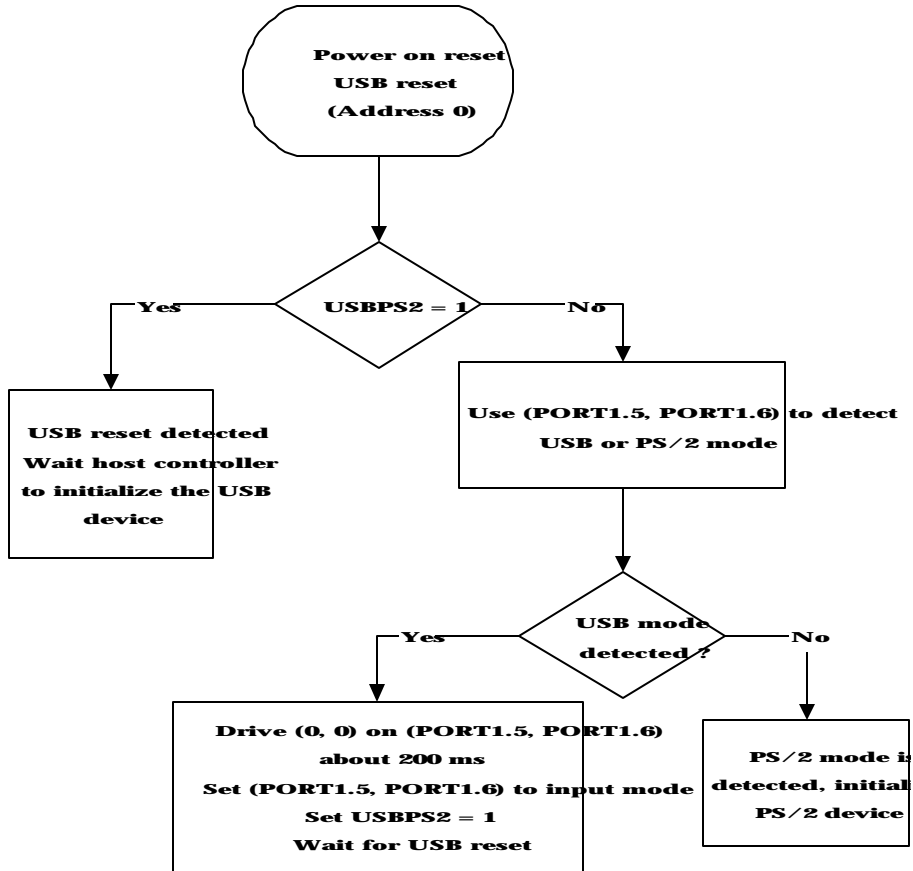 Power on reset
USB reset
(Address 0)
USBPS2 = 1
Yes
No
USB reset detected
Wait host controller
to initialize the USB
device
Use (PORT1.5, PORT1.6) to detect
USB or PS/2 mode
USB mode
detected ?
Yes
No
Drive (0, 0) on (PORT1.5, PORT1.6)
about 200 ms
Set (PORT1.5, PORT1.6) to input mode
Set USBPS2 = 1
Wait for USB reset
PS/2 mode is
detected, initiali
PS/2 device